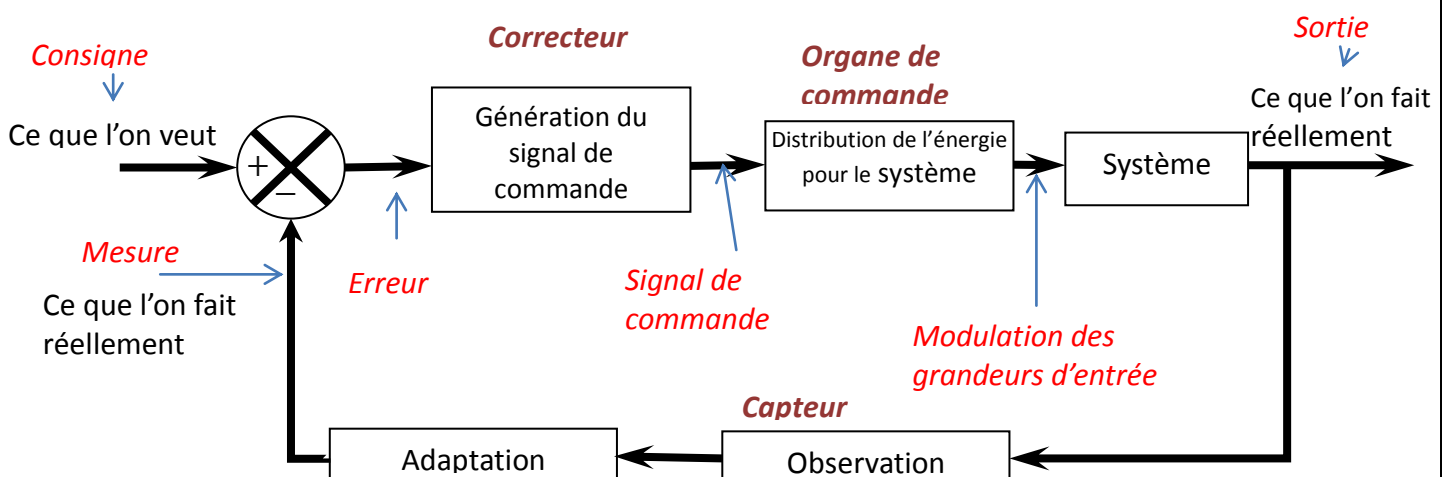 Correcteur
Sortie
Consigne
Organe de
commande
Ce que l’on veut
+
−
Génération du
signal de
commande
Distribution de l’énergie
pour le système
Système
Ce que l’on fait
réellement
Mesure
Ce que l’on fait
réellement
Erreur
Signal de
commande
Modulation des
grandeurs d’entrée
Capteur
Adaptation
Observation